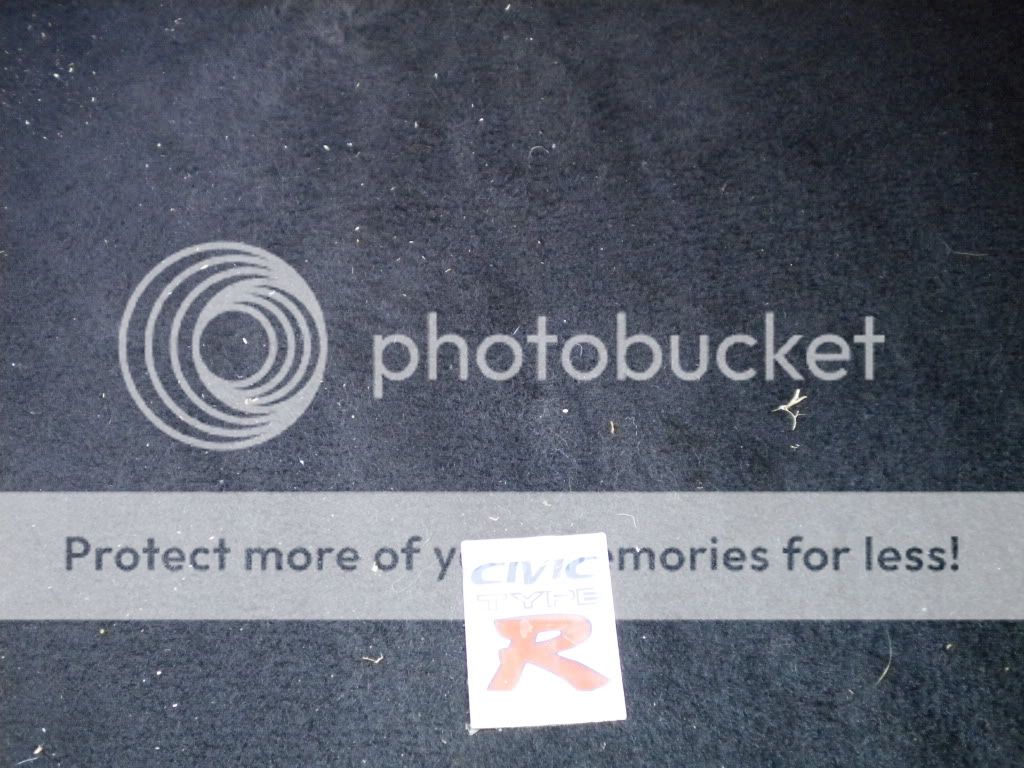 photobucket
Protect more of y emories for less!
CIVIC
TYPE
R